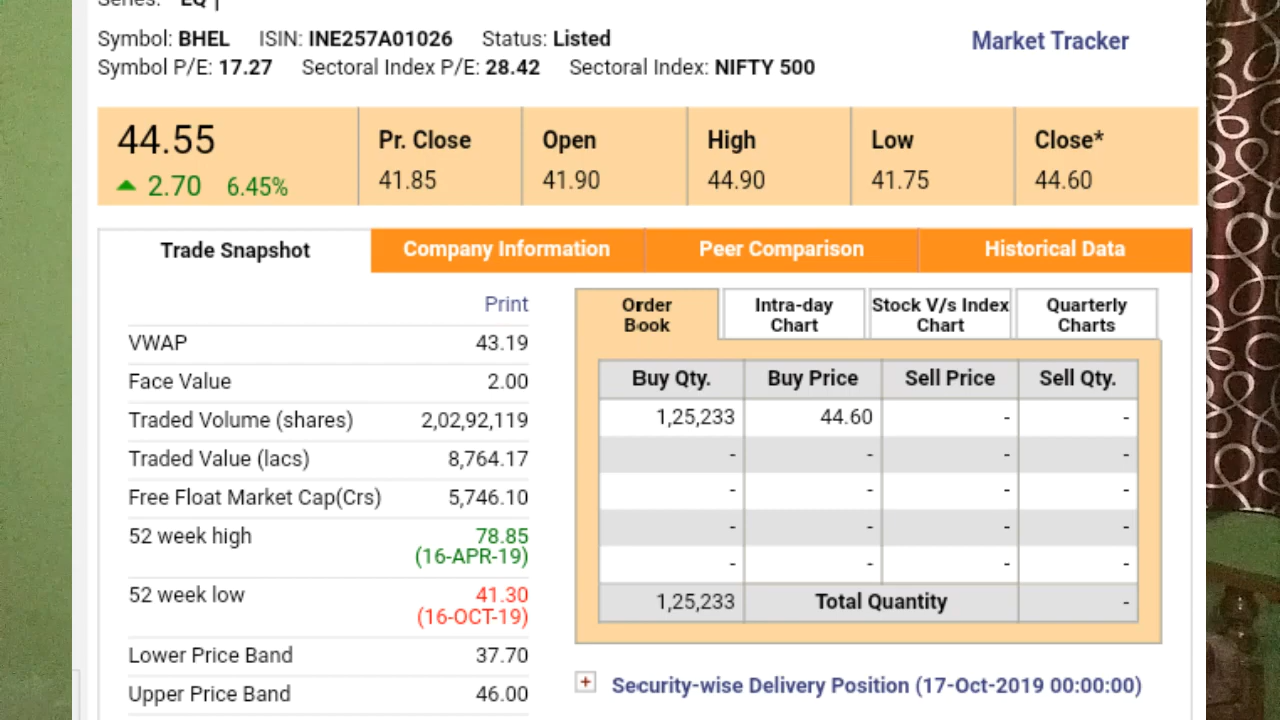 Series: EQ
Symbol: BHEL ISIN: INE257A01026 Status: Listed
Market Tracker
Symbol P/E: 17.27 Sectoral Index P/E: 28.42 Sectoral Index: NIFTY 500
44.55 Pr. Close Open High Low Close*
2.70 6.45% 41.85 41.90 44.90 41.75 44.60
Trade Snapshot Company Information Peer Comparison Historical Data
Print
VWAP 43.19
Face Value 2.00
Traded Volume (shares) 2,02,92,119
Traded Value (lacs) 8,764.17
Free Float Market Cap(Crs) 5,746.10
52 week high 78.85
(16-APR-19)
52 week low 41.30
(16-OCT-19)
Lower Price Band 37.70
Upper Price Band 46.00
Order Book
Intra-day Chart
Stock V/s Index Chart
Quarterly Charts
Buy Qty. Buy Price Sell Price Sell Qty.
1,25,233 44.60 - -
- - - -
- - - -
- - - -
- - - -
1,25,233 Total Quantity -
+ Security-wise Delivery Position (17-Oct-2019 00:00:00)